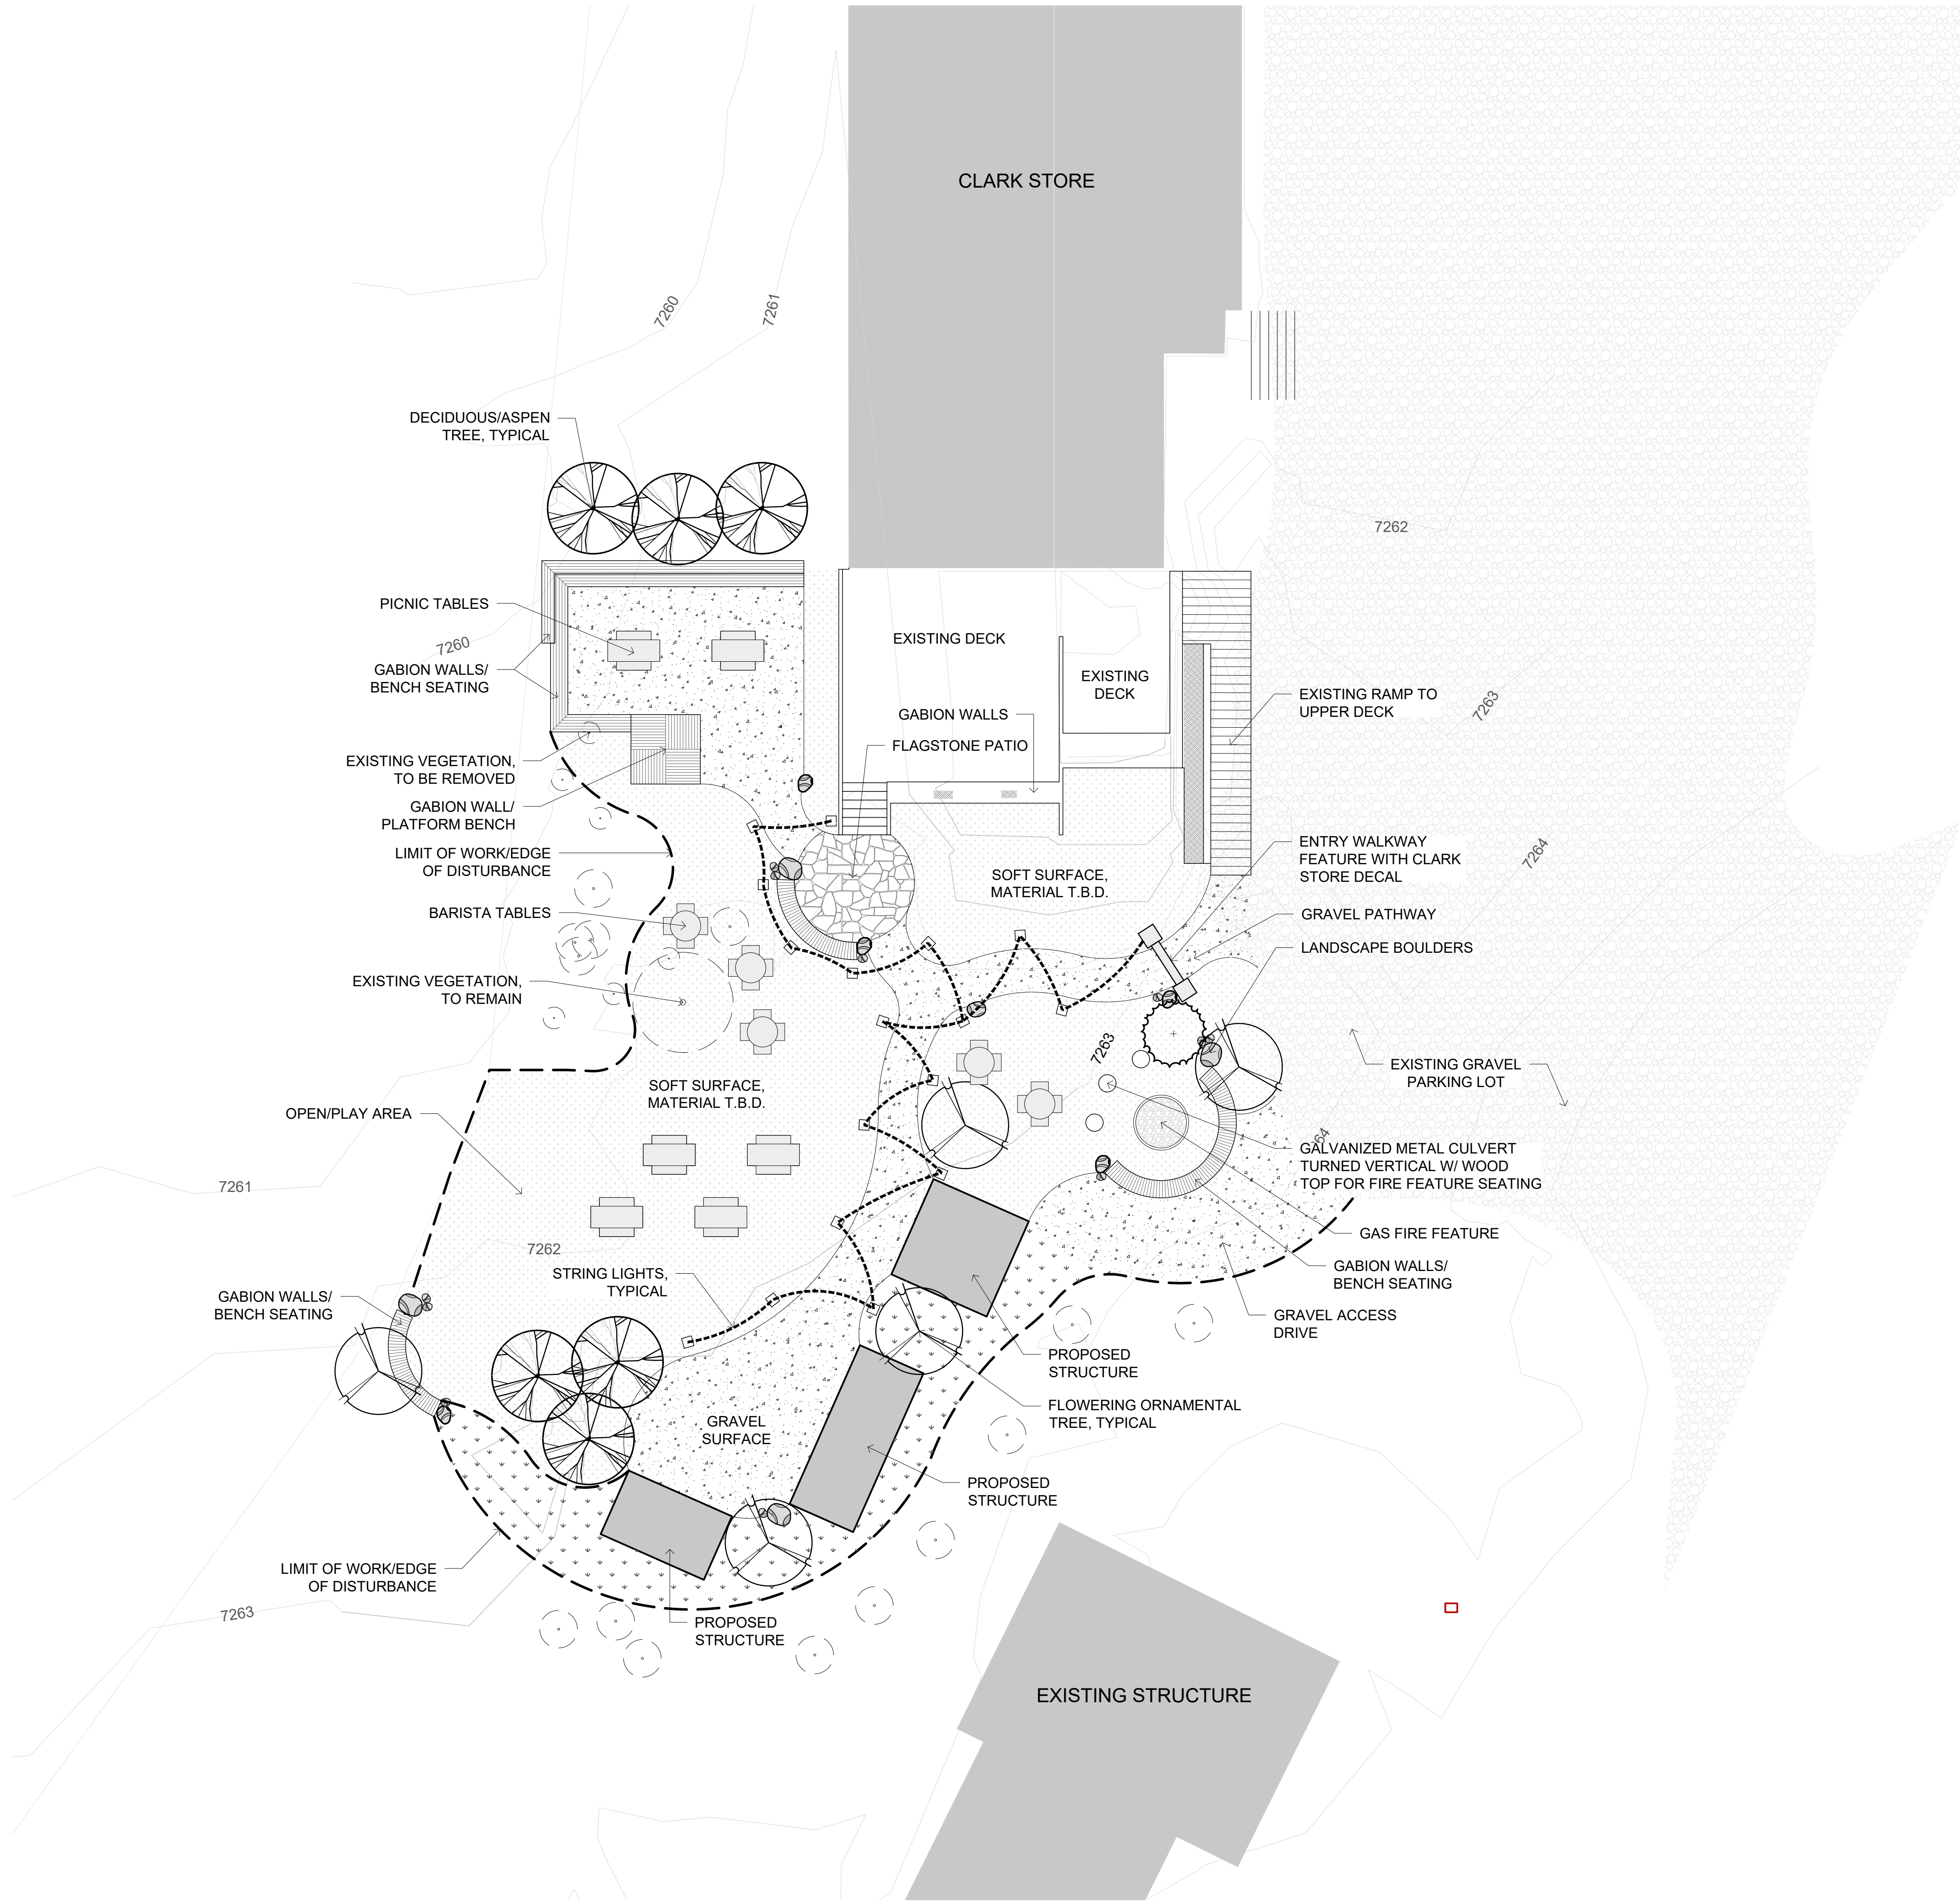 CLARK STORE
7260
7261
DECIDUOUS/ASPEN
TREE, TYPICAL
7262
PICNIC TABLES
7260
GABION WALLS/
BENCH SEATING
EXISTING DECK
EXISTING
DECK
GABION WALLS
FLAGSTONE PATIO
EXISTING RAMP TO
UPPER DECK
7263
EXISTING VEGETATION,
TO BE REMOVED
GABION WALL/
PLATFORM BENCH
LIMIT OF WORK/EDGE
OF DISTURBANCE
ENTRY WALKWAY
FEATURE WITH CLARK
STORE DECAL
7264
SOFT SURFACE,
MATERIAL T.B.D.
BARISTA TABLES
GRAVEL PATHWAY
LANDSCAPE BOULDERS
EXISTING VEGETATION,
TO REMAIN
7263
EXISTING GRAVEL
PARKING LOT
SOFT SURFACE,
MATERIAL T.B.D.
OPEN/PLAY AREA
64
GALVANIZED METAL CULVERT
TURNED VERTICAL W/ WOOD
TOP FOR FIRE FEATURE SEATING
7261
GAS FIRE FEATURE
7262
GABION WALLS/
BENCH SEATING
STRING LIGHTS,
TYPICAL
GABION WALLS/
BENCH SEATING
GRAVEL ACCESS
DRIVE
PROPOSED
STRUCTURE
FLOWERING ORNAMENTAL
TREE, TYPICAL
GRAVEL
SURFACE
PROPOSED
STRUCTURE
LIMIT OF WORK/EDGE
OF DISTURBANCE
7263
PROPOSED
STRUCTURE
EXISTING STRUCTURE